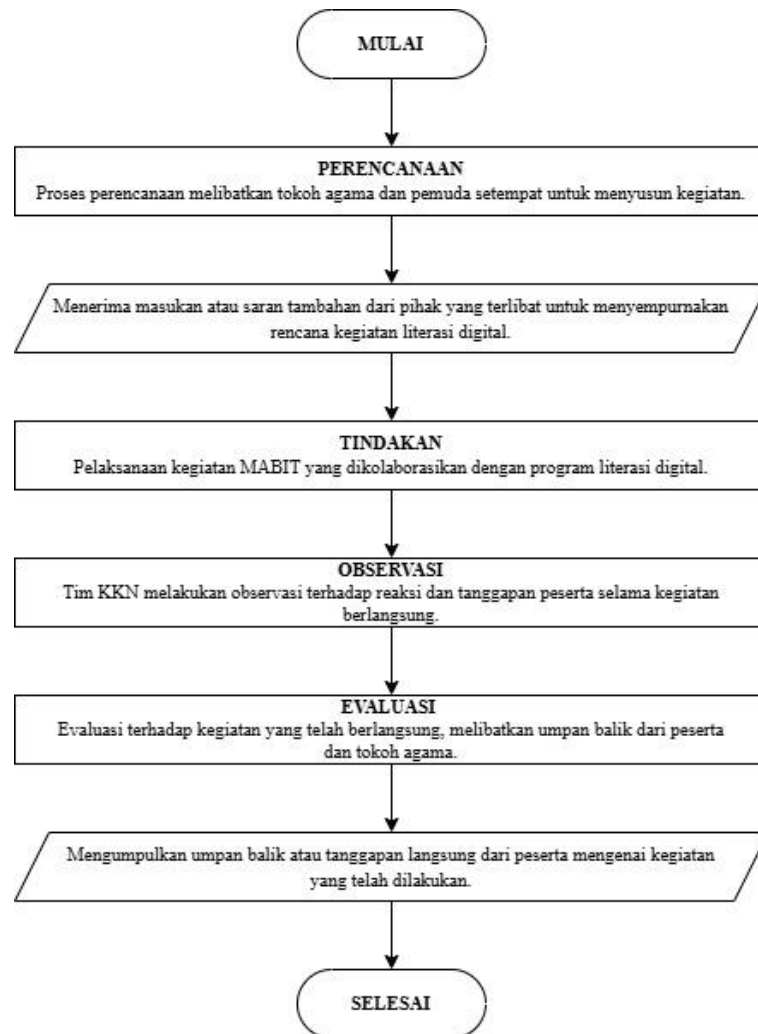 MULAI
PERENCANAAN
Proses perencanaan melibatkan tokoh agama dan pemuda setempat untuk menyusun kegiatan.
Menerima masukan atau saran tambahan dari pihak yang terlibat untuk menyempurnakan
rencana kegiatan literasi digital.
TINDAKAN
Pelaksanaan kegiatan MABIT yang dikolaborasikan dengan program literasi digital.
OBSERVASI
Tim KKN melakukan observasi terhadap reaksi dan tanggapan peserta selama kegiatan
berlangsung.
EVALUASI
Evaluasi terhadap kegiatan yang telah berlangsung, melibatkan umpan balik dari peserta
dan tokoh agama.
Mengumpulkan umpan balik atau tanggapan langsung dari peserta mengenai kegiatan
yang telah dilakukan.
SELESAI